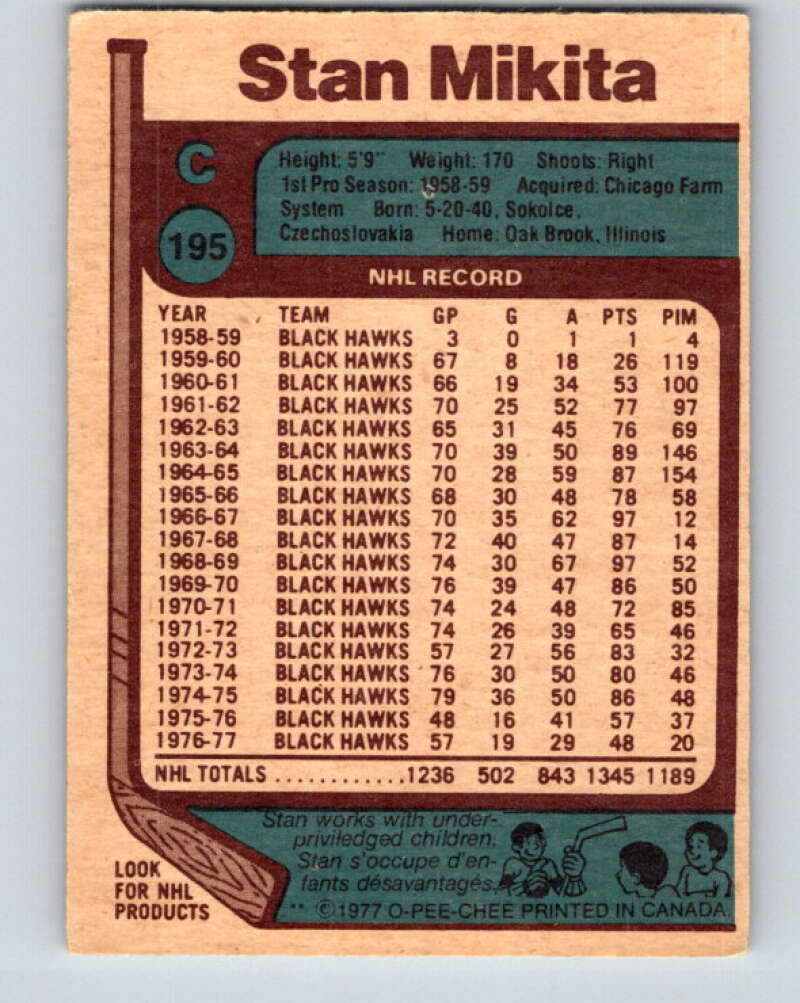 Stan Mikita
C
195
Height: 5'9" Weight: 170 Shoots: Right
1st Pro Season: 1958-59 Acquired: Chicago Farm
System Born: 5-20-40, Sokolce,
Czechoslovakia Home: Oak Brook, Illinois
NHL RECORD
YEAR TEAM GP G A PTS PIM
1958-59 BLACK HAWKS 3 0 1 1 4
1959-60 BLACK HAWKS 67 8 18 26 119
1960-61 BLACK HAWKS 66 19 34 53 100
1961-62 BLACK HAWKS 70 25 52 77 97
1962-63 BLACK HAWKS 65 31 45 76 69
1963-64 BLACK HAWKS 70 39 50 89 146
1964-65 BLACK HAWKS 70 28 59 87 154
1965-66 BLACK HAWKS 68 30 48 78 58
1966-67 BLACK HAWKS 70 35 62 97 12
1967-68 BLACK HAWKS 72 40 47 87 14
1968-69 BLACK HAWKS 74 30 67 97 52
1969-70 BLACK HAWKS 76 39 47 86 50
1970-71 BLACK HAWKS 74 24 48 72 85
1971-72 BLACK HAWKS 74 26 39 65 46
1972-73 BLACK HAWKS 57 27 56 83 32
1973-74 BLACK HAWKS 76 30 50 80 46
1974-75 BLACK HAWKS 79 36 50 86 48
1975-76 BLACK HAWKS 48 16 41 57 37
1976-77 BLACK HAWKS 57 19 29 48 20
NHL TOTALS ............1236 502 843 1345 1189
Stan works with under-
priviledged children.
Stan s'occupe d'en-
fants désavantagés.
LOOK
FOR NHL
PRODUCTS
** ©1977 O-PEE-CHEE PRINTED IN CANADA.